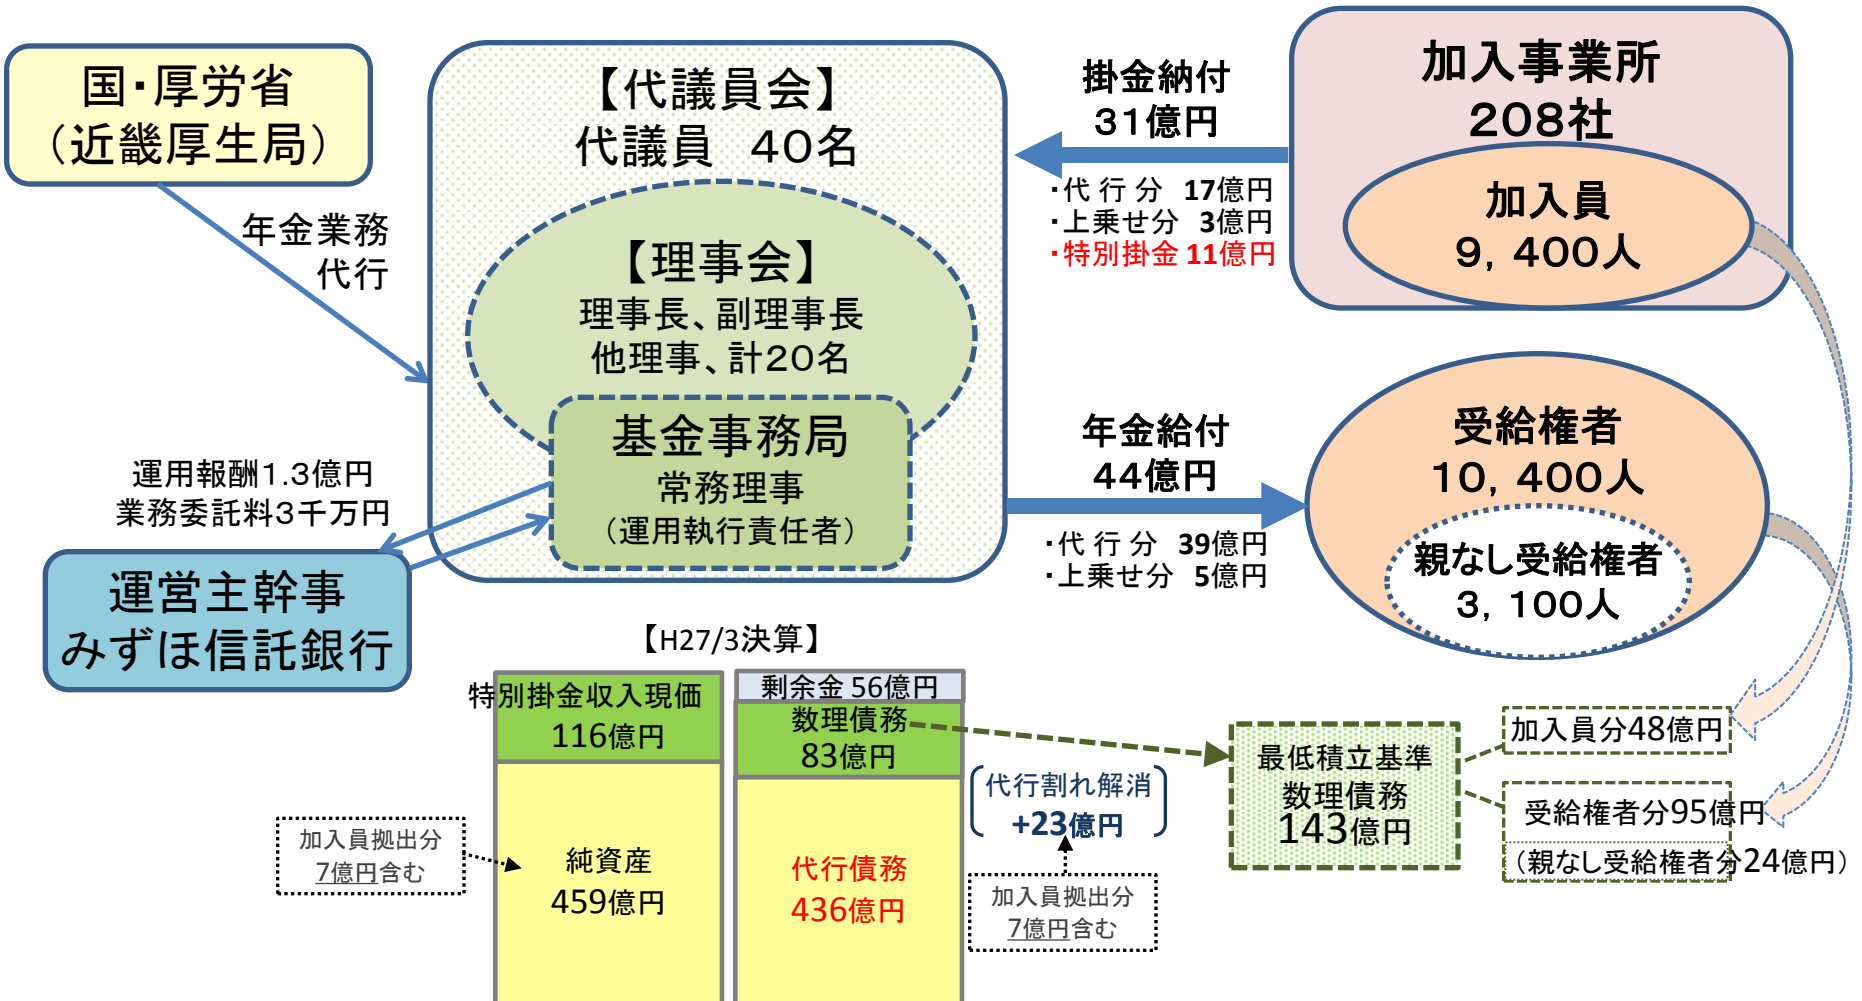 国・厚労省
（近畿厚生局）
年金業務
代行
【代議員会】
代議員　40名
【理事会】
理事長、副理事長
他理事、計20名
基金事務局
常務理事
（運用執行責任者）
掛金納付
31億円
・代 行 分 17億円
・上乗せ分 3億円
・特別掛金 11億円
加入事業所
208社
加入員
9，400人
年金給付
44億円
・代 行 分 39億円
・上乗せ分 5億円
受給権者
10，400人
親なし受給権者
3，100人
運用報酬1.3億円
業務委託料3千万円
運営主幹事
みずほ信託銀行
【H27/3決算】
特別掛金収入現価
116億円
純資産
459億円
加入員拠出分
7億円含む
剰余金 56億円
数理債務
83億円
代行債務
436億円
代行割れ解消
+23億円
加入員拠出分
7億円含む
最低積立基準
数理債務
143億円
加入員分48億円
受給権者分95億円
（親なし受給権者分24億円）